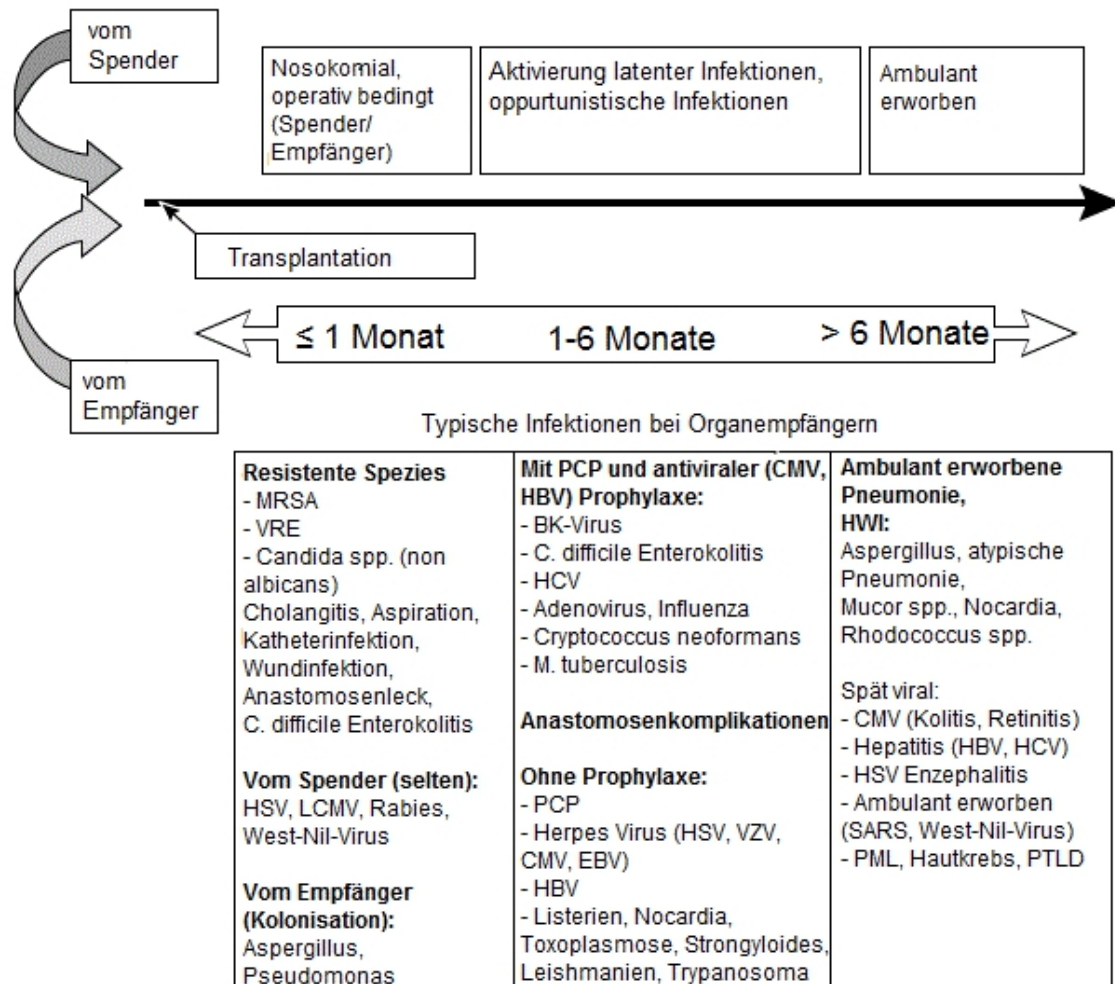 vom
Spender
Nosokomial,
operativ bedingt
(Spender/
Empfänger)
Aktivierung latenter Infektionen,
oppurtunistische Infektionen
Ambulant
erworben
Transplantation
≤ 1 Monat
1-6 Monate
> 6 Monate
vom
Empfänger
Typische Infektionen bei Organempfängern
Resistente Spezies
- MRSA
- VRE
- Candida spp. (non
albicans)
Cholangitis, Aspiration,
Katheterinfektion,
Wundinfektion,
Anastomosenleck,
C. difficile Enterokolitis
Vom Spender (selten):
HSV, LCMV, Rabies,
West-Nil-Virus
Vom Empfänger
(Kolonisation):
Aspergillus,
Pseudomonas
Mit PCP und antiviraler (CMV,
HBV) Prophylaxe:
- BK-Virus
- C. difficile Enterokolitis
- HCV
- Adenovirus, Influenza
- Cryptococcus neoformans
- M. tuberculosis
Anastomosenkomplikationen
Ohne Prophylaxe:
- PCP
- Herpes Virus (HSV, VZV,
CMV, EBV)
- HBV
- Listerien, Nocardia,
Toxoplasmose, Strongyloides,
Leishmanien, Trypanosoma
Ambulant erworbene
Pneumonie,
HWI:
Aspergillus, atypische
Pneumonie,
Mucor spp., Nocardia,
Rhodococcus spp.
Spät viral:
- CMV (Kolitis, Retinitis)
- Hepatitis (HBV, HCV)
- HSV Enzephalitis
- Ambulant erworben
(SARS, West-Nil-Virus)
- PML, Hautkrebs, PTLD